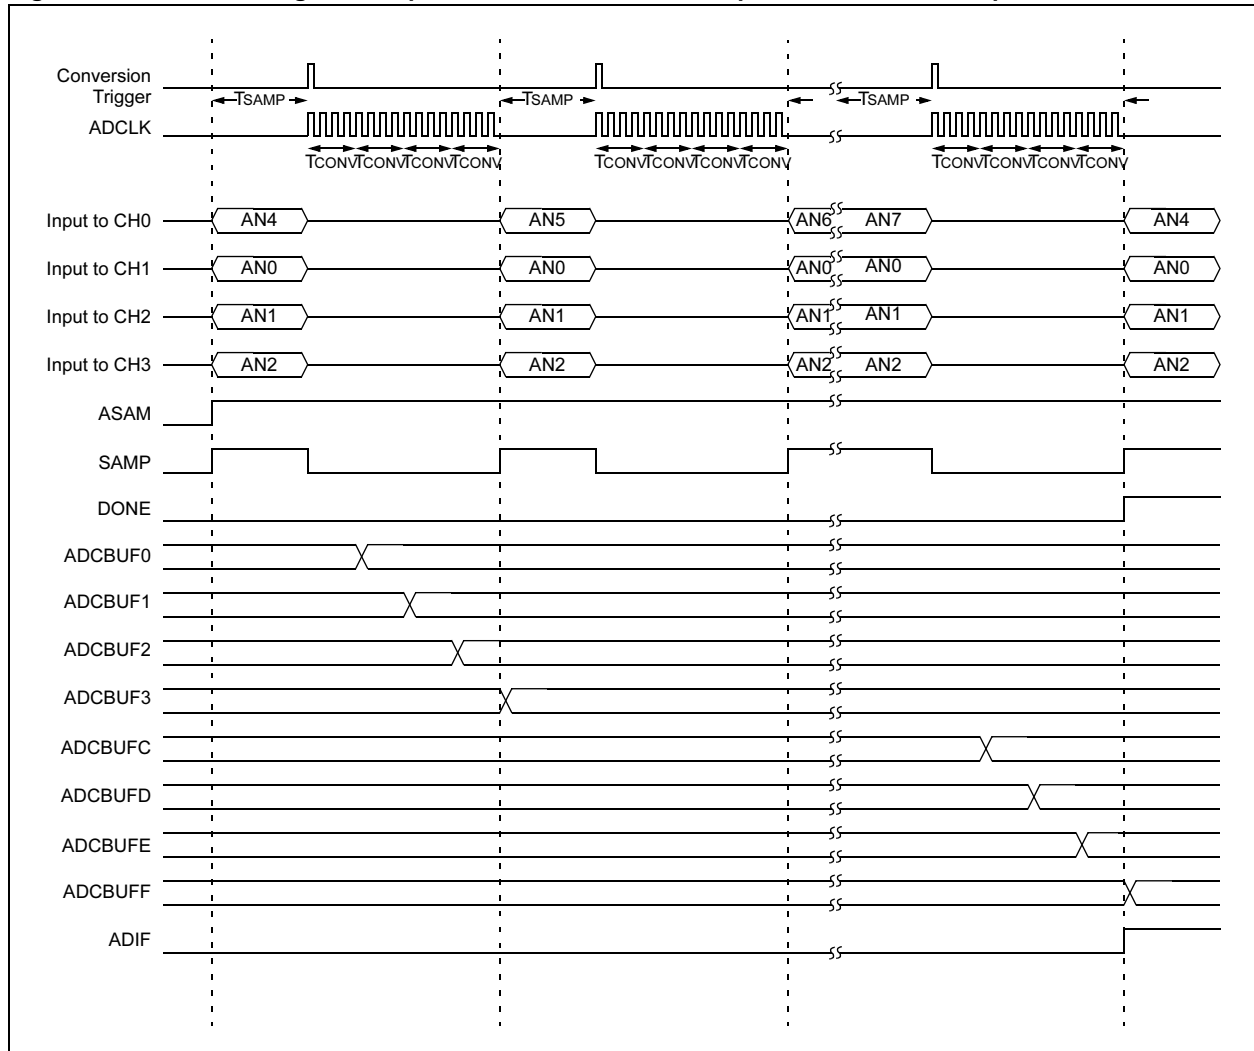 Conversion
Trigger
TSAMP TSAMP TSAMP
ADCLK
TCONV TCONV TCONV TCONV TCONV TCONV TCONV TCONV TCONV TCONV TCONV TCONV
Input to CH0 AN4 AN5 AN6 AN7 AN4
Input to CH1 AN0 AN0 AN0 AN0 AN0
Input to CH2 AN1 AN1 AN1 AN1 AN1
Input to CH3 AN2 AN2 AN2 AN2 AN2
ASAM
SAMP
DONE
ADCBUF0
ADCBUF1
ADCBUF2
ADCBUF3
ADCBUFC
ADCBUFD
ADCBUFE
ADCBUFF
ADIF